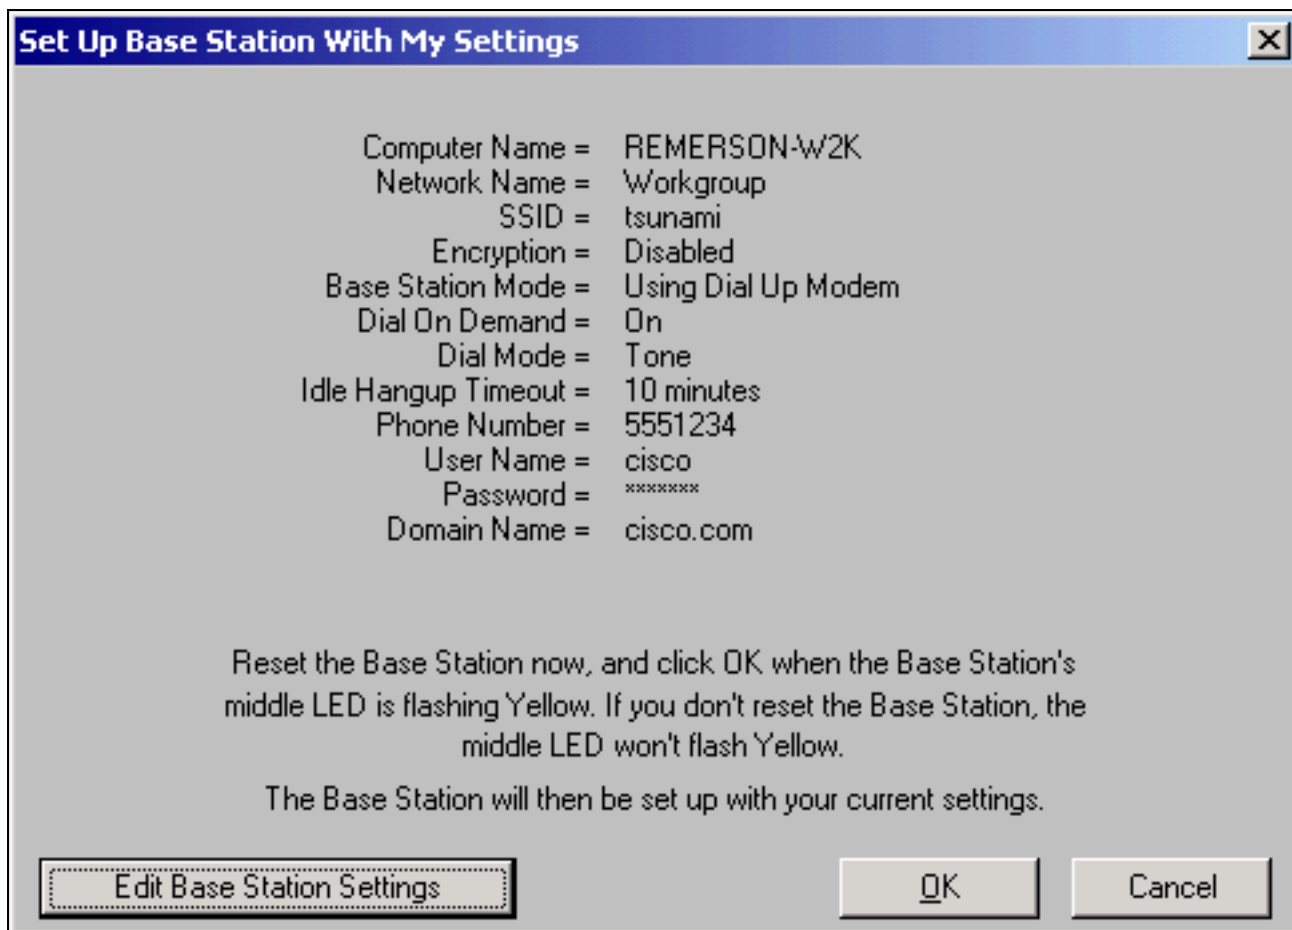 Set Up Base Station With My Settings
Computer Name = REMERSON-W2K
Network Name = Workgroup
SSID = tsunami
Encryption = Disabled
Base Station Mode = Using Dial Up Modem
Dial On Demand = On
Dial Mode = Tone
Idle Hangup Timeout = 10 minutes
Phone Number = 5551234
User Name = cisco
Password = *******
Domain Name = cisco.com
Reset the Base Station now, and click OK when the Base Station's
middle LED is flashing Yellow. If you don't reset the Base Station, the
middle LED won't flash Yellow.
The Base Station will then be set up with your current settings.
Edit Base Station Settings OK Cancel